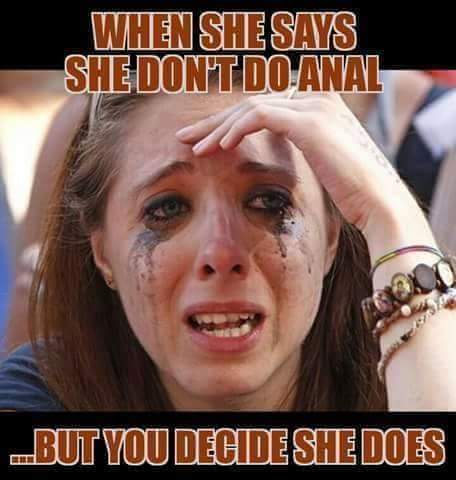 WHEN SHE SAYS
SHE DON'T DO ANAL
...BUT YOU DECIDE SHE DOES